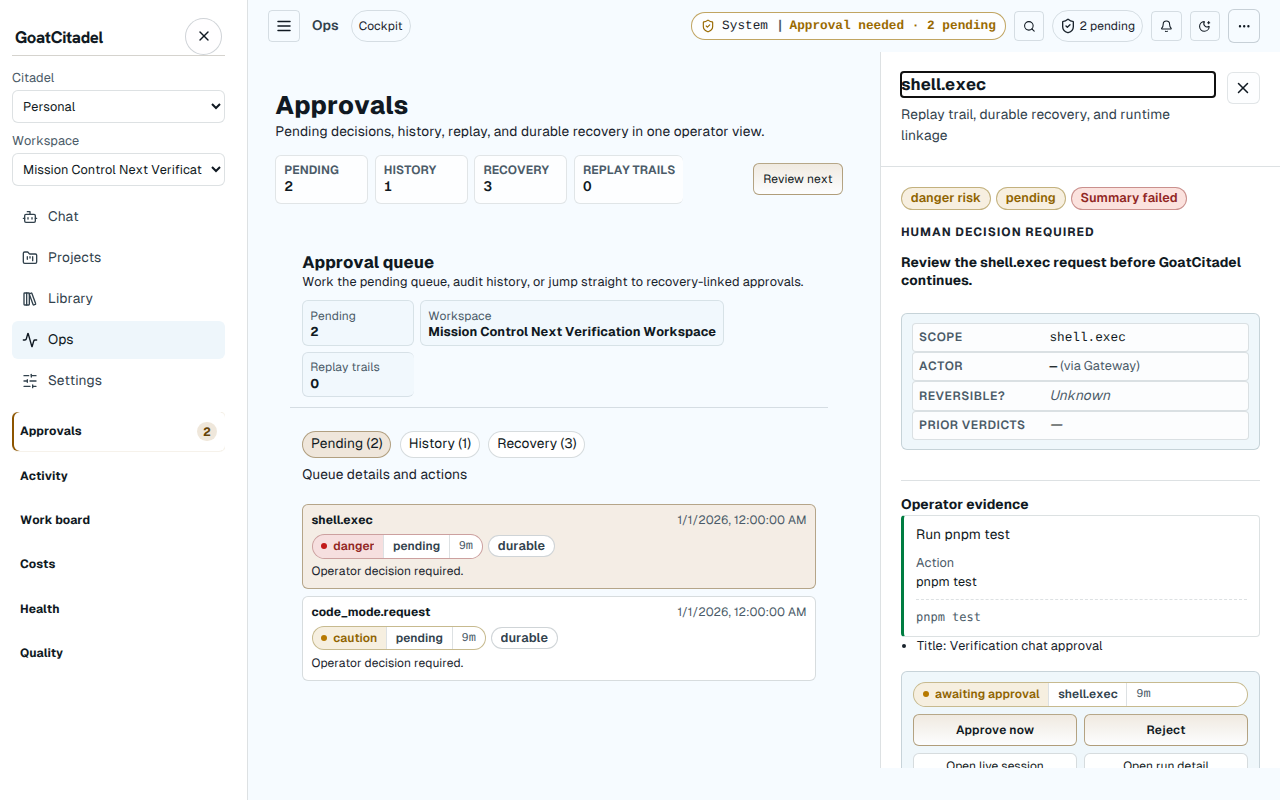 GoatCitadel
Citadel
Personal
Workspace
Mission Control Next Verificat
Chat
Projects
Library
Ops
Settings
Approvals 2
Activity
Work board
Costs
Health
Quality
Ops Cockpit
System | Approval needed · 2 pending
2 pending
Approvals
Pending decisions, history, replay, and durable recovery in one operator view.
PENDING
2
HISTORY
1
RECOVERY
3
REPLAY TRAILS
0
Review next
Approval queue
Work the pending queue, audit history, or jump straight to recovery-linked approvals.
Pending
2
Workspace
Mission Control Next Verification Workspace
Replay trails
0
Pending (2) History (1) Recovery (3)
Queue details and actions
shell.exec 1/1/2026, 12:00:00 AM
danger pending 9m durable
Operator decision required.
code_mode.request 1/1/2026, 12:00:00 AM
caution pending 9m durable
Operator decision required.
shell.exec
Replay trail, durable recovery, and runtime
linkage
danger risk pending Summary failed
HUMAN DECISION REQUIRED
Review the shell.exec request before GoatCitadel
continues.
SCOPE shell.exec
ACTOR — (via Gateway)
REVERSIBLE? Unknown
PRIOR VERDICTS —
Operator evidence
Run pnpm test
Action
pnpm test
pnpm test
• Title: Verification chat approval
awaiting approval shell.exec 9m
Approve now Reject
Open live session Open run detail